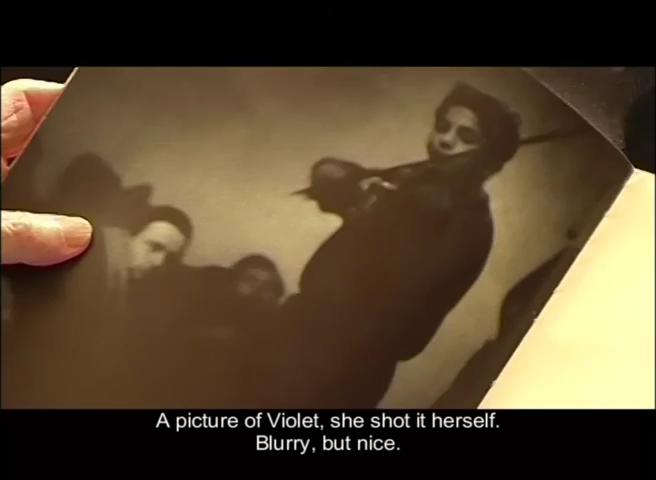 A picture of Violet, she shot it herself.
Blurry, but nice.